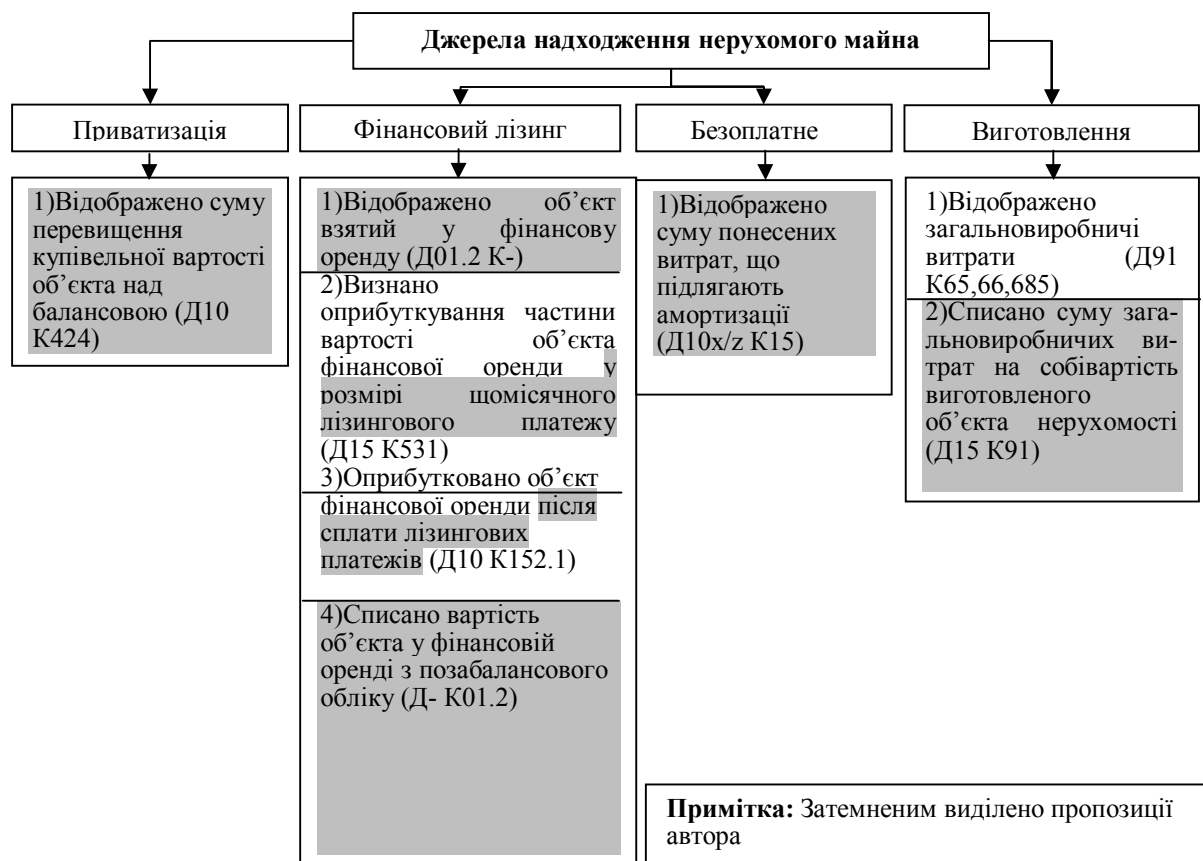 Джерела надходження нерухомого майна
Приватизація
Фінансовий лізинг
Безоплатне
Виготовлення
1)Відображено суму
перевищення
купівельної вартості
об’єкта над
балансовою (Д10
К424)
1)Відображено об’єкт
взятий у фінансову
оренду (Д01.2 К-)
2)Визнано
оприбуткування частини
вартості об’єкта
фінансової оренди у
розмірі щомісячного
лізингового платежу
(Д15 К531)
3)Оприбутковано об’єкт
фінансової оренди після
сплати лізингових
платежів (Д10 К152.1)
4)Списано вартість
об’єкта у фінансовій
оренді з позабалансового
обліку (Д- К01.2)
1)Відображено
суму понесених
витрат, що
підлягають
амортизації
(Д10х/z К15)
1)Відображено
загальновиробничі
витрати (Д91
К65,66,685)
2)Списано суму зага-
льновиробничих ви-
трат на собівартість
виготовленого
об’єкта нерухомості
(Д15 К91)
Примітка: Затемненим виділено пропозиції
автора